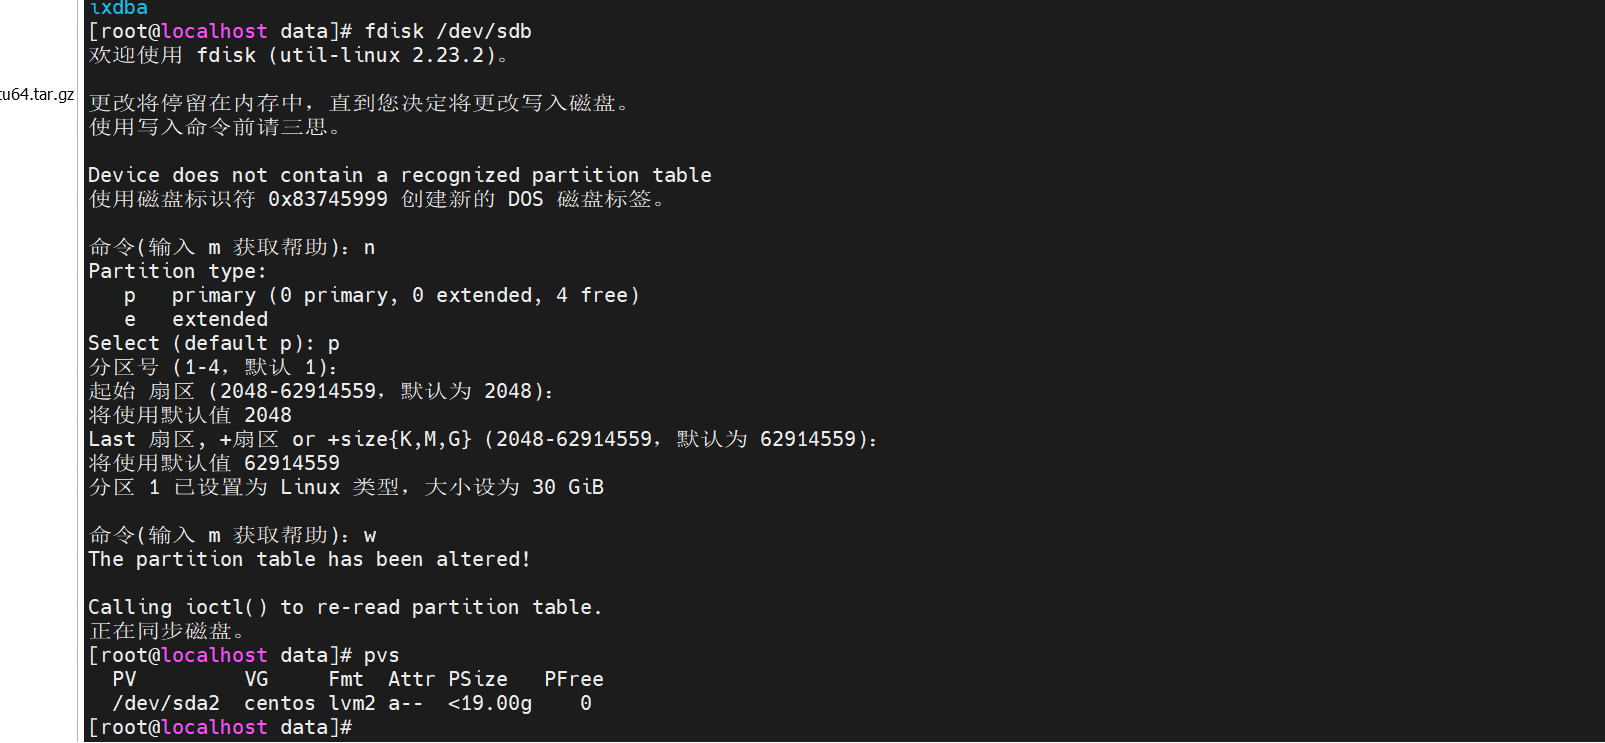 ixdba
[root@localhost data]# fdisk /dev/sdb
欢迎使用 fdisk (util-linux 2.23.2)。
tu64.tar.gz
更改将停留在内存中，直到您决定将更改写入磁盘。
使用写入命令前请三思。
Device does not contain a recognized partition table
使用磁盘标识符 0x83745999 创建新的 DOS 磁盘标签。
命令(输入 m 获取帮助)：n
Partition type:
   p   primary (0 primary, 0 extended, 4 free)
   e   extended
Select (default p): p
分区号 (1-4，默认 1)：
起始 扇区 (2048-62914559，默认为 2048)：
将使用默认值 2048
Last 扇区, +扇区 or +size{K,M,G} (2048-62914559，默认为 62914559)：
将使用默认值 62914559
分区 1 已设置为 Linux 类型，大小设为 30 GiB
命令(输入 m 获取帮助)：w
The partition table has been altered!
Calling ioctl() to re-read partition table.
正在同步磁盘。
[root@localhost data]# pvs
  PV         VG     Fmt  Attr PSize   PFree
  /dev/sda2  centos lvm2 a--  <19.00g    0
[root@localhost data]#